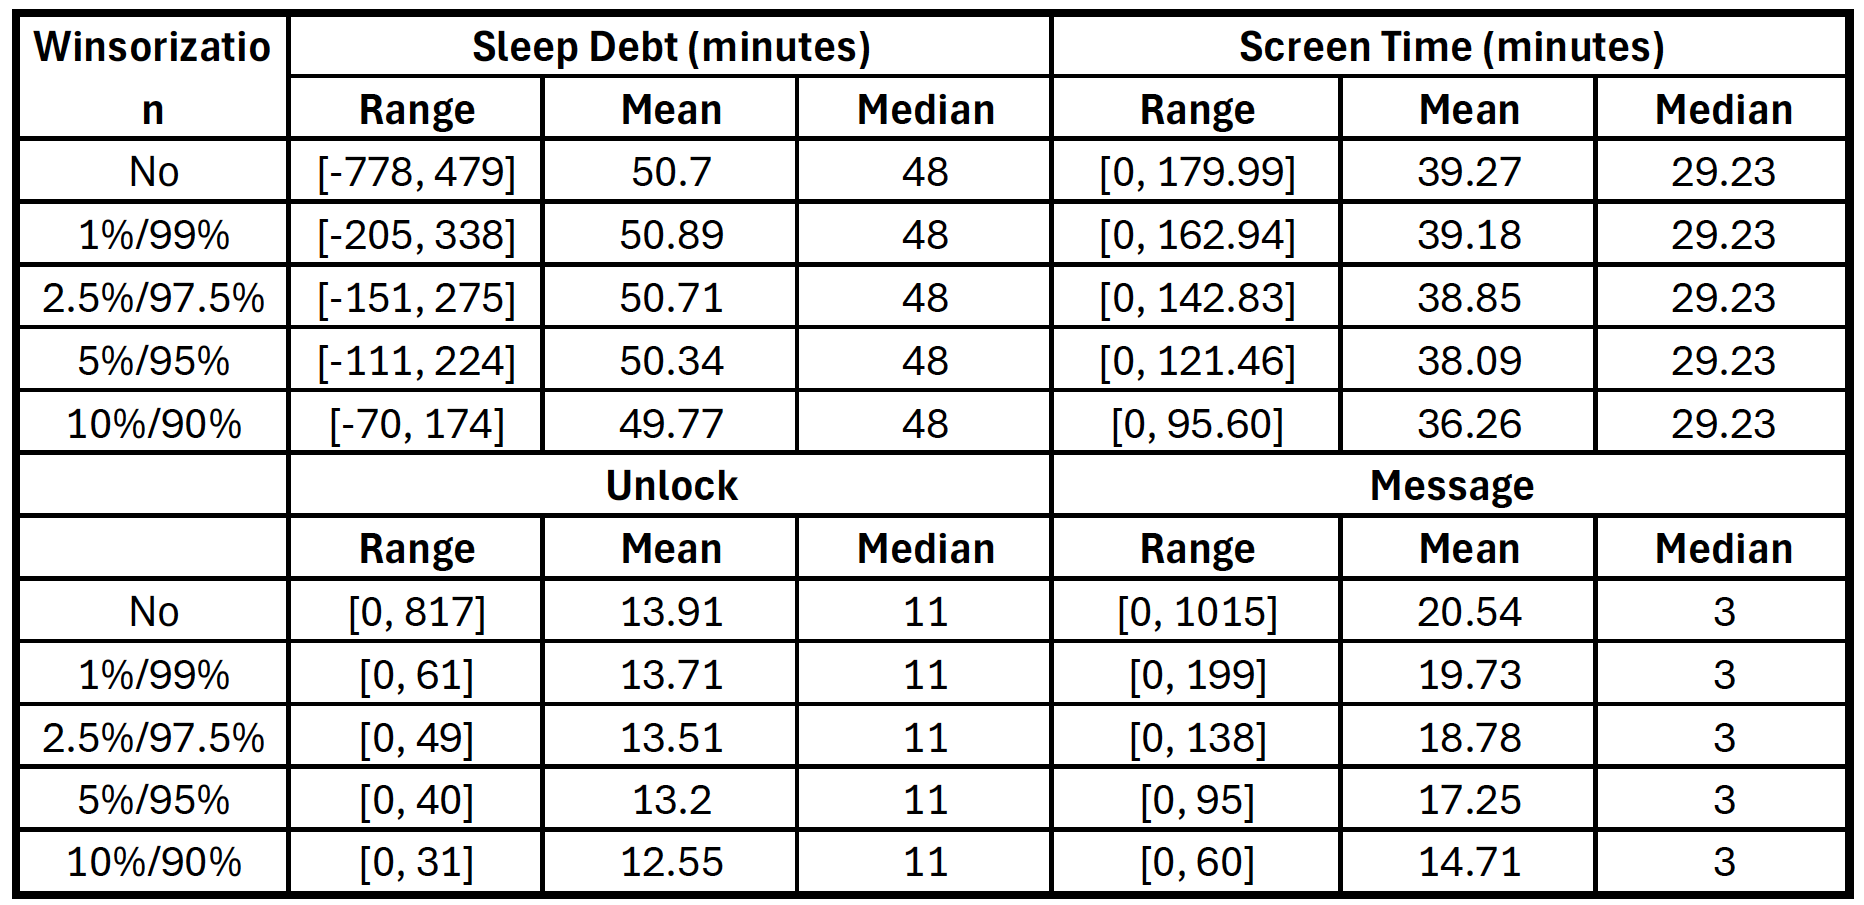 Winsorizatio Sleep Debt (minutes) Screen Time (minutes)
n Range Mean Median Range Mean Median
No [-778, 479] 50.7 48 [0, 179.99] 39.27 29.23
1%/99% [-205, 338] 50.89 48 [0, 162.94] 39.18 29.23
2.5%/97.5% [-151, 275] 50.71 48 [0, 142.83] 38.85 29.23
5%/95% [-111, 224] 50.34 48 [0, 121.46] 38.09 29.23
10%/90% [-70, 174] 49.77 48 [0, 95.60] 36.26 29.23
Unlock Message
Range Mean Median Range Mean Median
No [0, 817] 13.91 11 [0, 1015] 20.54 3
1%/99% [0, 61] 13.71 11 [0, 199] 19.73 3
2.5%/97.5% [0, 49] 13.51 11 [0, 138] 18.78 3
5%/95% [0, 40] 13.2 11 [0, 95] 17.25 3
10%/90% [0, 31] 12.55 11 [0, 60] 14.71 3